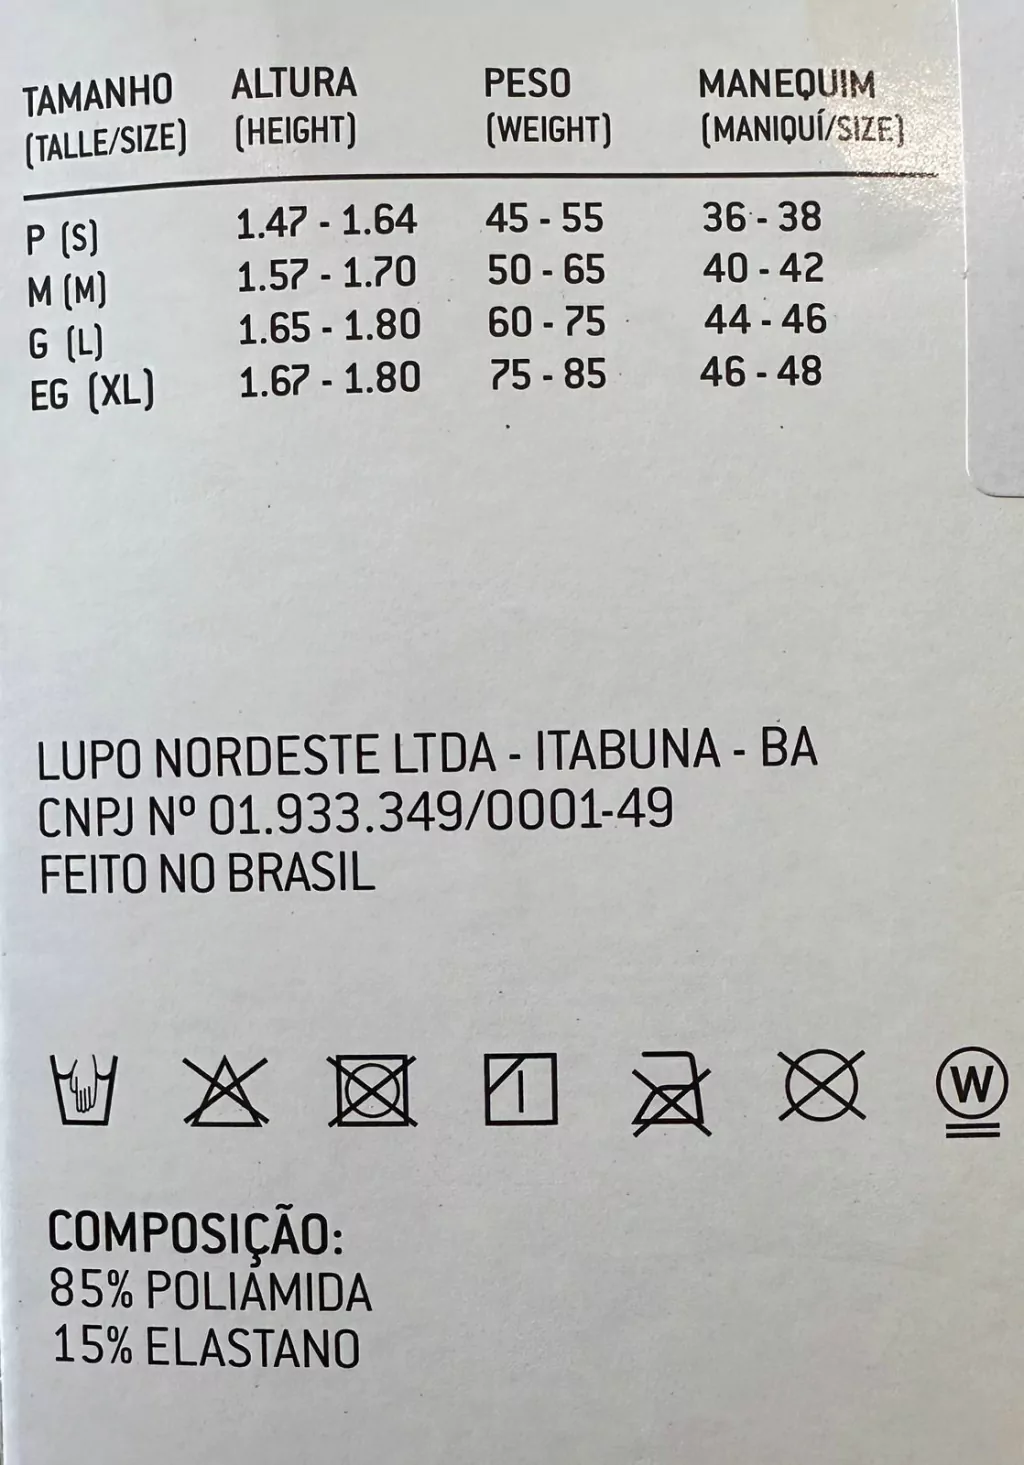 TAMANHO ALTURA PESO MANEQUIM
(TALLE/SIZE) (HEIGHT) (WEIGHT) (MANIQUÍ/SIZE)
P (S) 1.47 - 1.64 45 - 55 36 - 38
M (M) 1.57 - 1.70 50 - 65 40 - 42
G (L) 1.65 - 1.80 60 - 75 44 - 46
EG (XL) 1.67 - 1.80 75 - 85 46 - 48
LUPO NORDESTE LTDA - ITABUNA - BA
CNPJ Nº 01.933.349/0001-49
FEITO NO BRASIL
W
COMPOSIÇÃO:
85% POLIAMIDA
15% ELASTANO